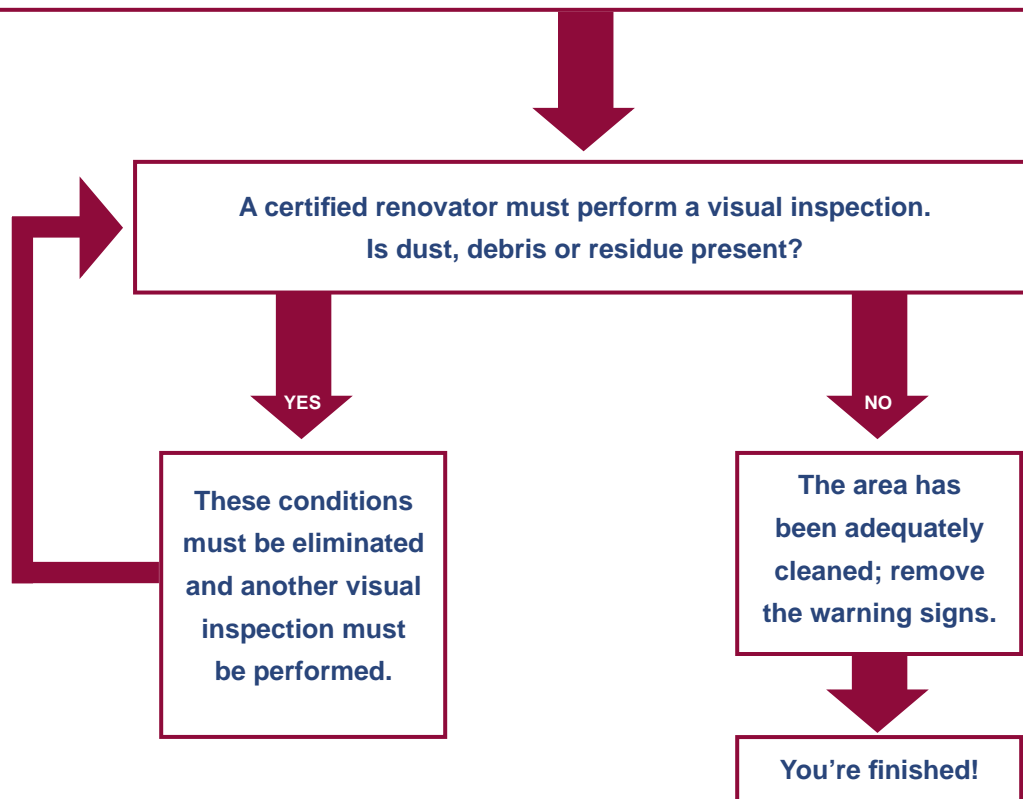 A certified renovator must perform a visual inspection.
Is dust, debris or residue present?
YES
NO
These conditions
must be eliminated
and another visual
inspection must
be performed.
The area has
been adequately
cleaned; remove
the warning signs.
You’re finished!